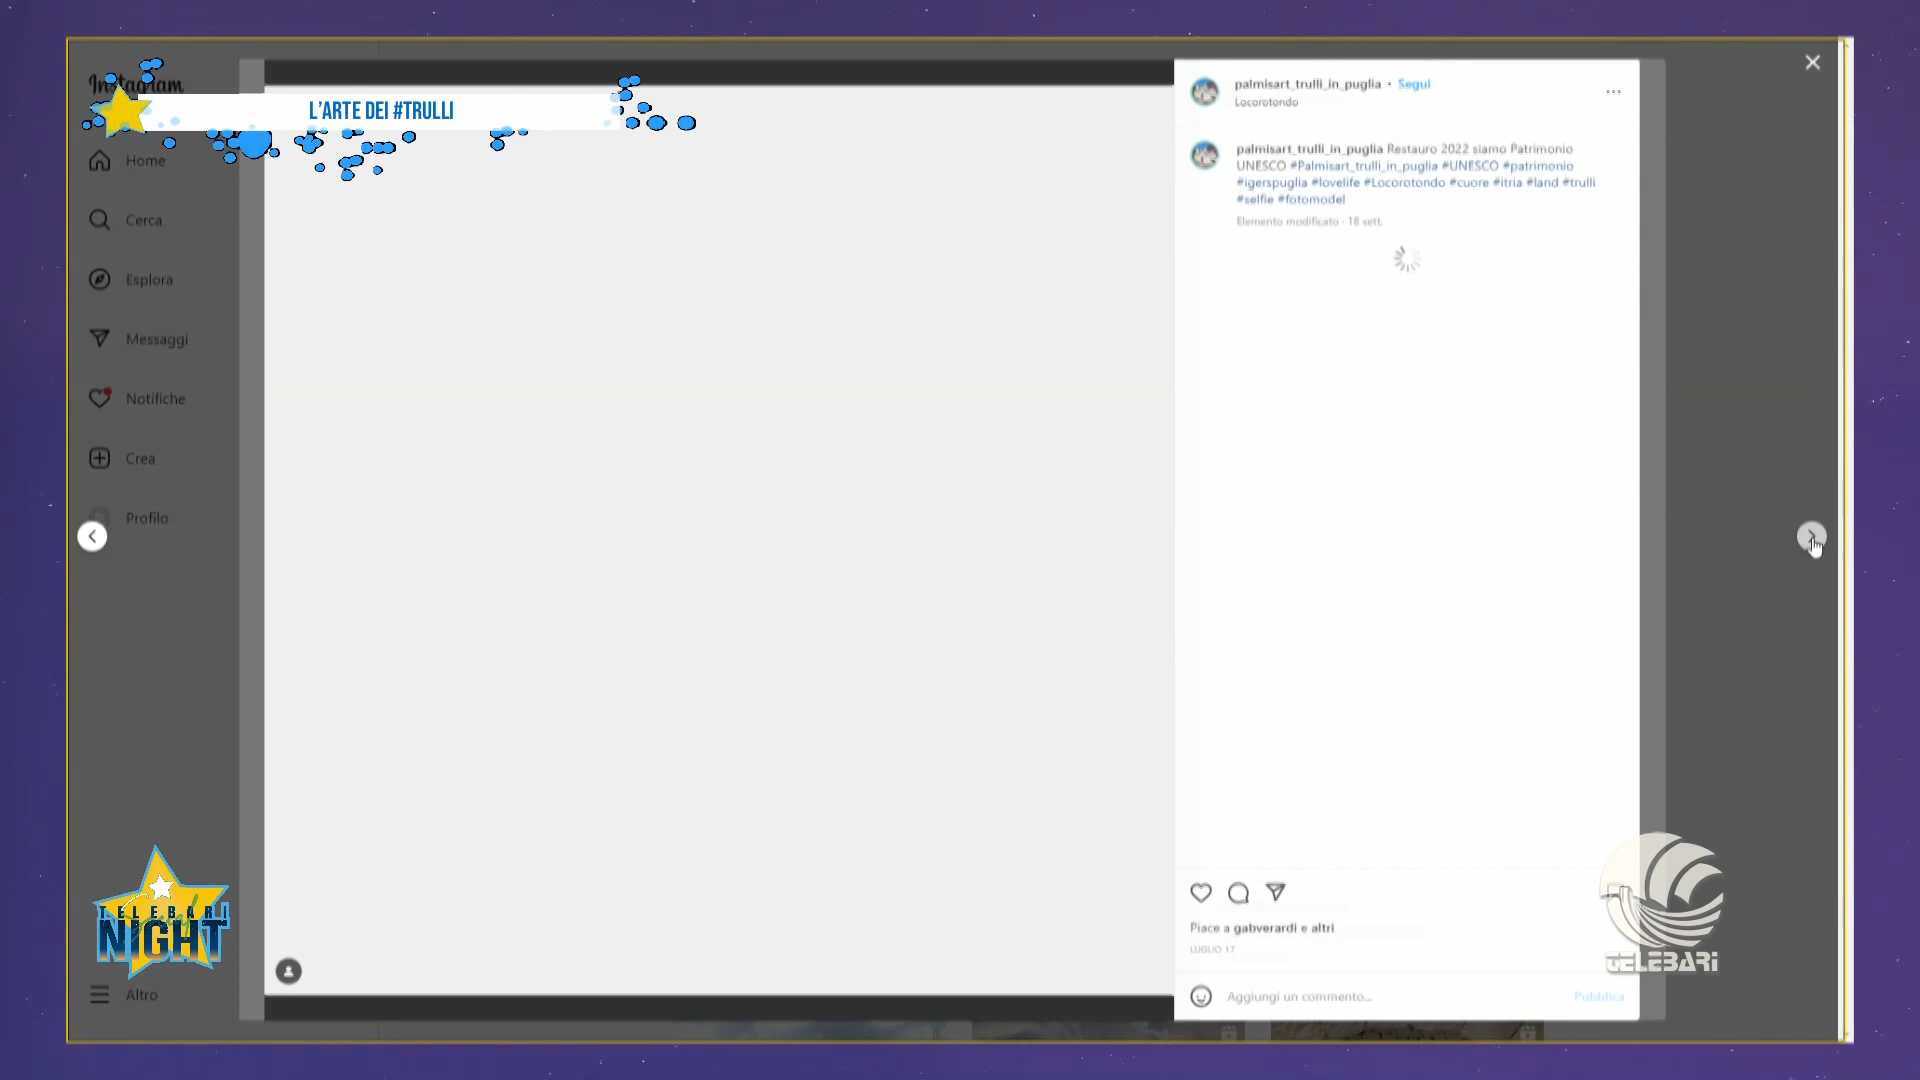 Instagram
L'ARTE DEI #TRULLI
Home
Cerca
Esplora
Messaggi
Notifiche
Crea
Profilo
Altro
palmisart_trulli_in_puglia • Segui
Locorotondo
palmisart_trulli_in_puglia Restauro 2022 siamo Patrimonio
UNESCO #Palmisart_trulli_in_puglia #UNESCO #patrimonio
#igerspuglia #lovelife #Locorotondo #cuore #itria #land #trulli
#selfie #fotomodel
Elemento modificato · 18 sett.
Piace a gabverardi e altri
LUGLIO 17
Aggiungi un commento...
Pubblica
TELEBARI
Social
NIGHT
TELEBARI